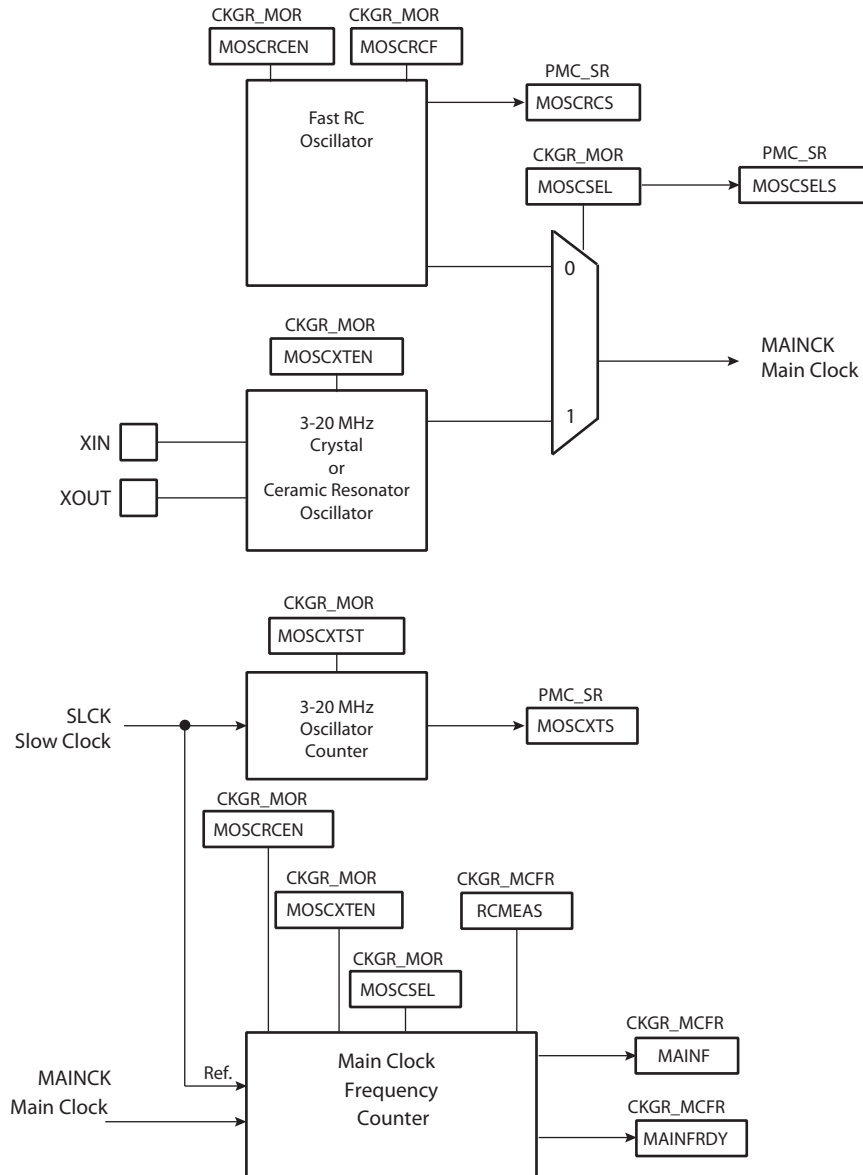 CKGR_MOR
CKGR_MOR
MOSCRCEN
MOSCRCF
PMC_SR
MOSCRCS
Fast RC
Oscillator
CKGR_MOR
MOSCSEL
PMC_SR
MOSCSELS
0
CKGR_MOR
MOSCXTEN
MAINCK
Main Clock
3-20 MHz
Crystal
or
Ceramic Resonator
Oscillator
1
XIN
XOUT
CKGR_MOR
MOSCXTST
SLCK
Slow Clock
3-20 MHz
Oscillator
Counter
PMC_SR
MOSCXTS
CKGR_MOR
MOSCRCEN
CKGR_MOR
MOSCXTEN
CKGR_MCFR
RCMEAS
CKGR_MOR
MOSCSEL
CKGR_MCFR
MAINF
MAINCK
Main Clock
Ref.
Main Clock
Frequency
Counter
CKGR_MCFR
MAINFRDY